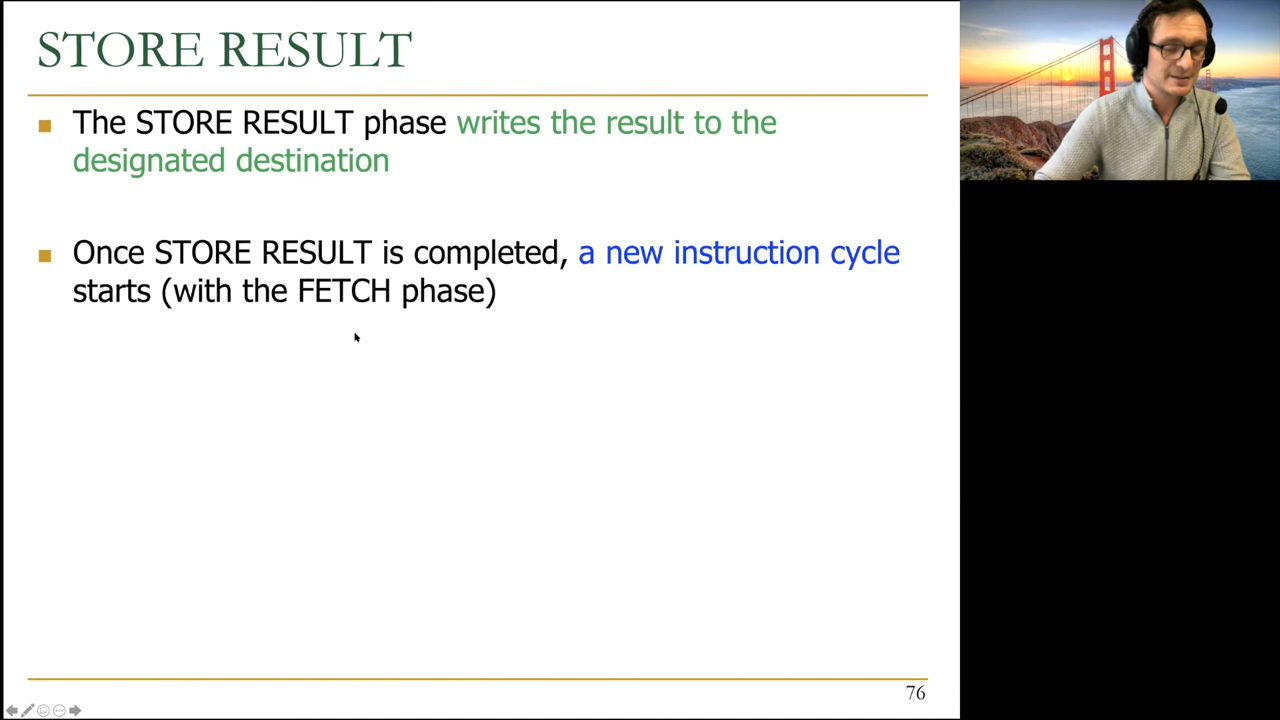 STORE RESULT
The STORE RESULT phase writes the result to the
designated destination
Once STORE RESULT is completed, a new instruction cycle
starts (with the FETCH phase)
76